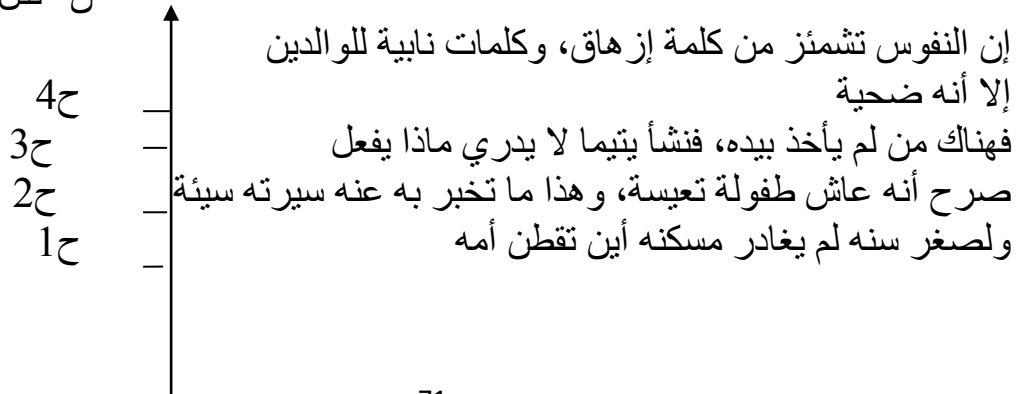 إن النفوس تشمئز من كلمة إزهاق، وكلمات نابية للوالدين
إلا أنه ضحية _ ح4
فهناك من لم يأخذ بيده، فنشأ يتيما لا يدري ماذا يفعل _ ح3
صرح أنه عاش طفولة تعيسة، وهذا ما تخبر به عنه سيرته سيئة _ ح2
ولصغر سنه لم يغادر مسكنه أين تقطن أمه _ ح1